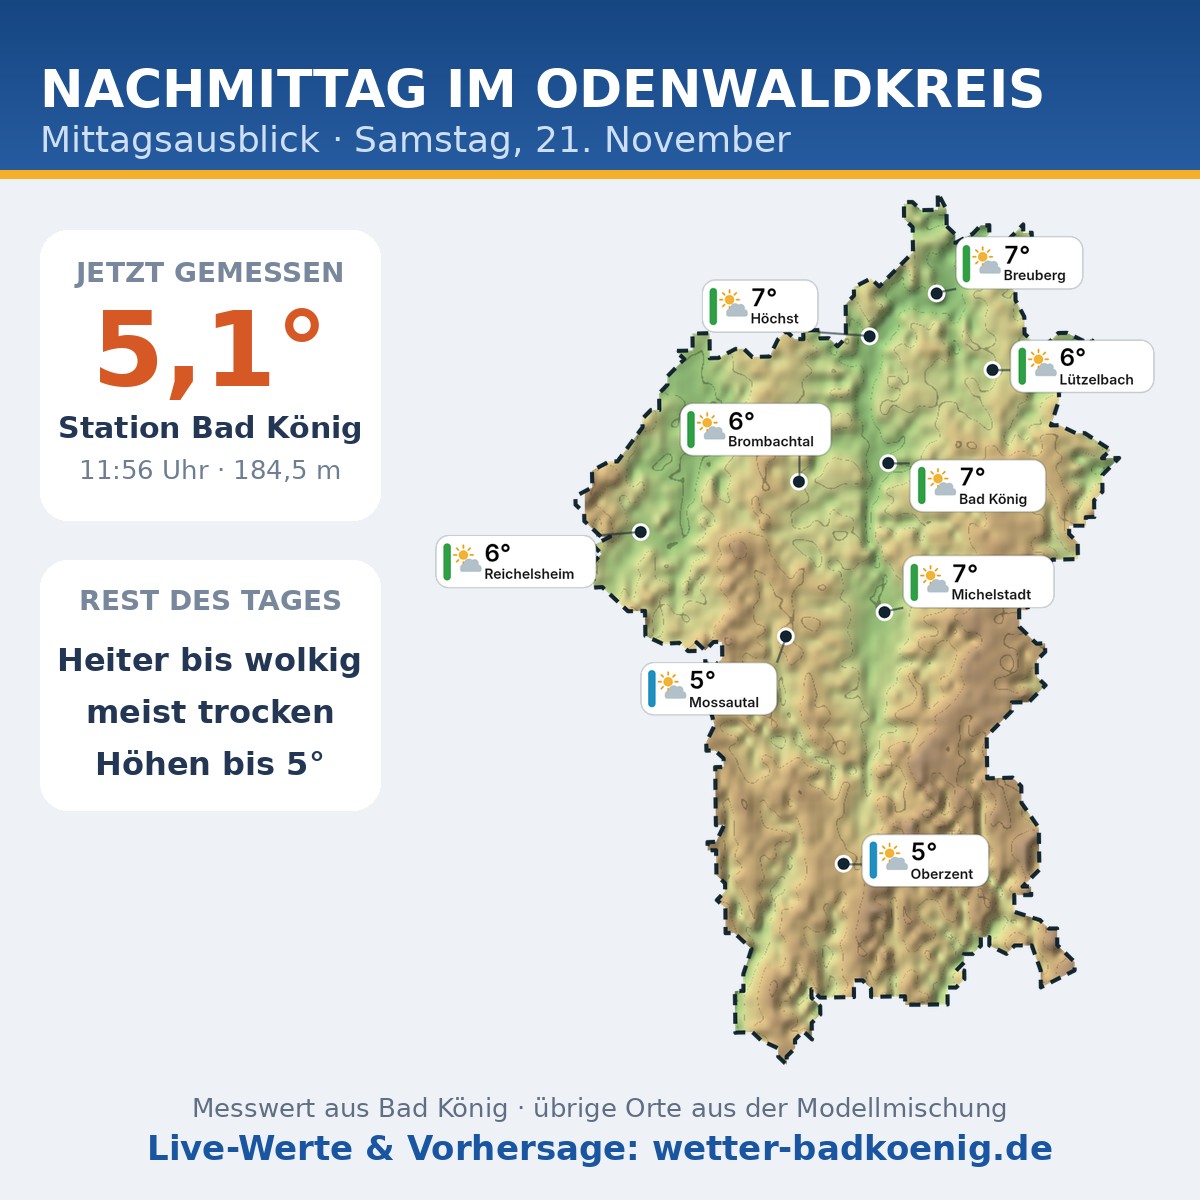 NACHMITTAG IM ODENWALDKREIS
Mittagsausblick · Samstag, 21. November
JETZT GEMESSEN
5,1°
Station Bad König
11:56 Uhr · 184,5 m
REST DES TAGES
Heiter bis wolkig
meist trocken
Höhen bis 5°
7°
Breuberg
7°
Höchst
6°
Lützelbach
6°
Brombachtal
7°
Bad König
6°
Reichelsheim
7°
Michelstadt
5°
Mossautal
5°
Oberzent
Messwert aus Bad König · übrige Orte aus der Modellmischung
Live-Werte & Vorhersage: wetter-badkoenig.de